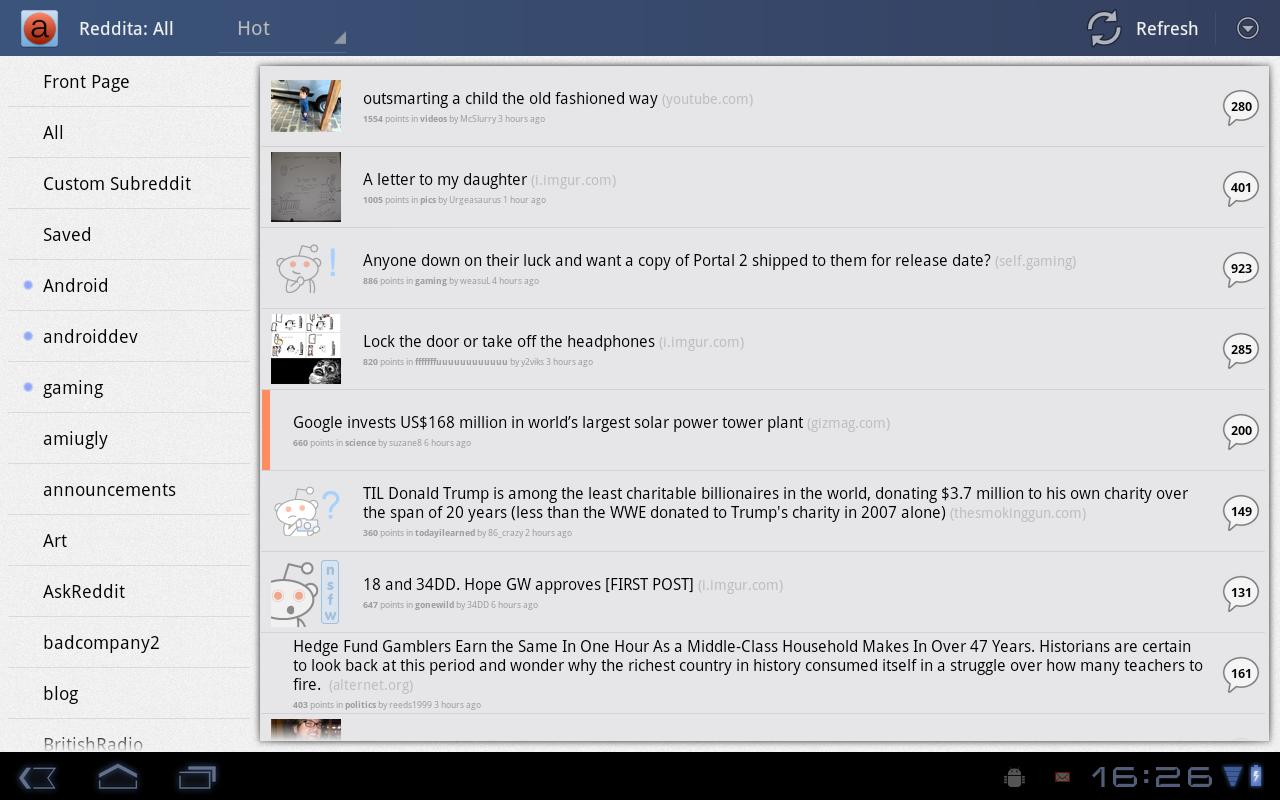 a Reddita: All Hot Refresh
Front Page
All
Custom Subreddit
Saved
Android
androiddev
gaming
amiugly
announcements
Art
AskReddit
badcompany2
blog
BritishRadio
outsmarting a child the old fashioned way (youtube.com)
1554 points in videos by McSlurry 3 hours ago
280
A letter to my daughter (i.imgur.com)
1005 points in pics by Urgeasaurus 1 hour ago
401
!
Anyone down on their luck and want a copy of Portal 2 shipped to them for release date? (self.gaming)
886 points in gaming by weasuL 4 hours ago
923
Lock the door or take off the headphones (i.imgur.com)
820 points in fffffffuuuuuuuuuuuu by y2viks 3 hours ago
285
Google invests US$168 million in world’s largest solar power tower plant (gizmag.com)
660 points in science by suzane8 6 hours ago
200
?
TIL Donald Trump is among the least charitable billionaires in the world, donating $3.7 million to his own charity over
the span of 20 years (less than the WWE donated to Trump's charity in 2007 alone) (thesmokinggun.com)
360 points in todayilearned by 86_crazy 2 hours ago
149
nsfw
18 and 34DD. Hope GW approves [FIRST POST] (i.imgur.com)
647 points in gonewild by 34DD 6 hours ago
131
Hedge Fund Gamblers Earn the Same In One Hour As a Middle-Class Household Makes In Over 47 Years. Historians are certain
to look back at this period and wonder why the richest country in history consumed itself in a struggle over how many teachers to
fire. (alternet.org)
403 points in politics by reeds1999 3 hours ago
161
16:26